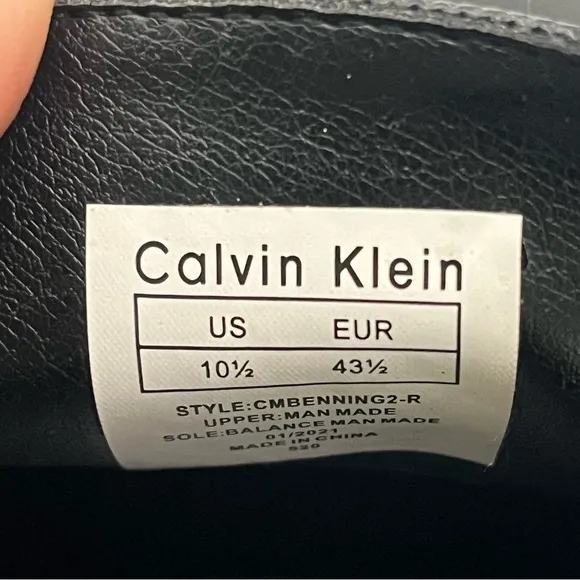 Calvin Klein
US EUR
10½ 43½
STYLE:CMBENNING2-R
UPPER:MAN MADE
SOLE:BALANCE MAN MADE
01/2021
MADE IN CHINA
520